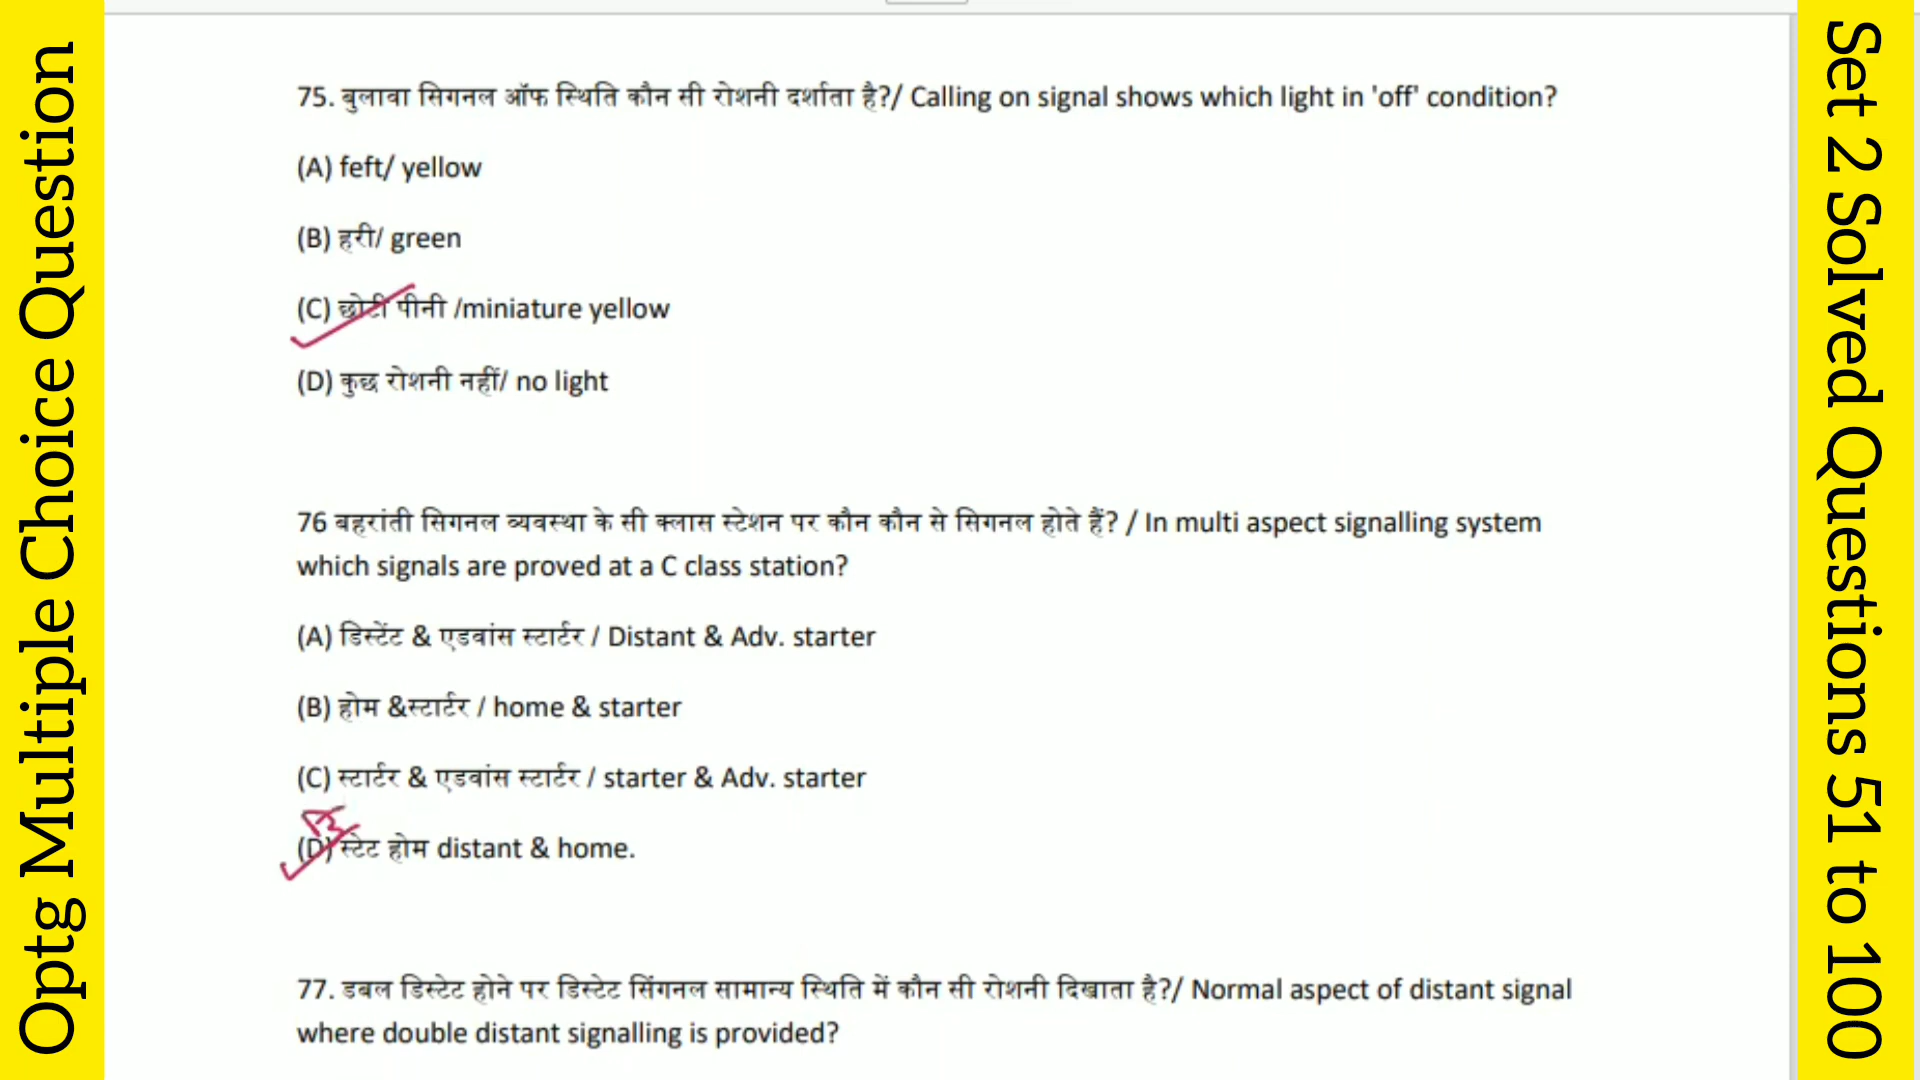 Optg Multiple Choice Question
75. बुलावा सिगनल ऑफ स्थिति कौन सी रोशनी दर्शाता है?/ Calling on signal shows which light in 'off' condition?
(A) feft/ yellow
(B) हरी/ green
(C) छोटी पीनी /miniature yellow
(D) कुछ रोशनी नहीं/ no light
76 बहरांती सिगनल व्यवस्था के सी क्लास स्टेशन पर कौन कौन से सिगनल होते हैं? / In multi aspect signalling system
which signals are proved at a C class station?
(A) डिस्टेंट & एडवांस स्टार्टर / Distant & Adv. starter
(B) होम &स्टार्टर / home & starter
(C) स्टार्टर & एडवांस स्टार्टर / starter & Adv. starter
(D) स्टेट होम distant & home.
77. डबल डिस्टेट होने पर डिस्टेट सिंगनल सामान्य स्थिति में कौन सी रोशनी दिखाता है?/ Normal aspect of distant signal
where double distant signalling is provided?
Set 2 Solved Questions 51 to 100